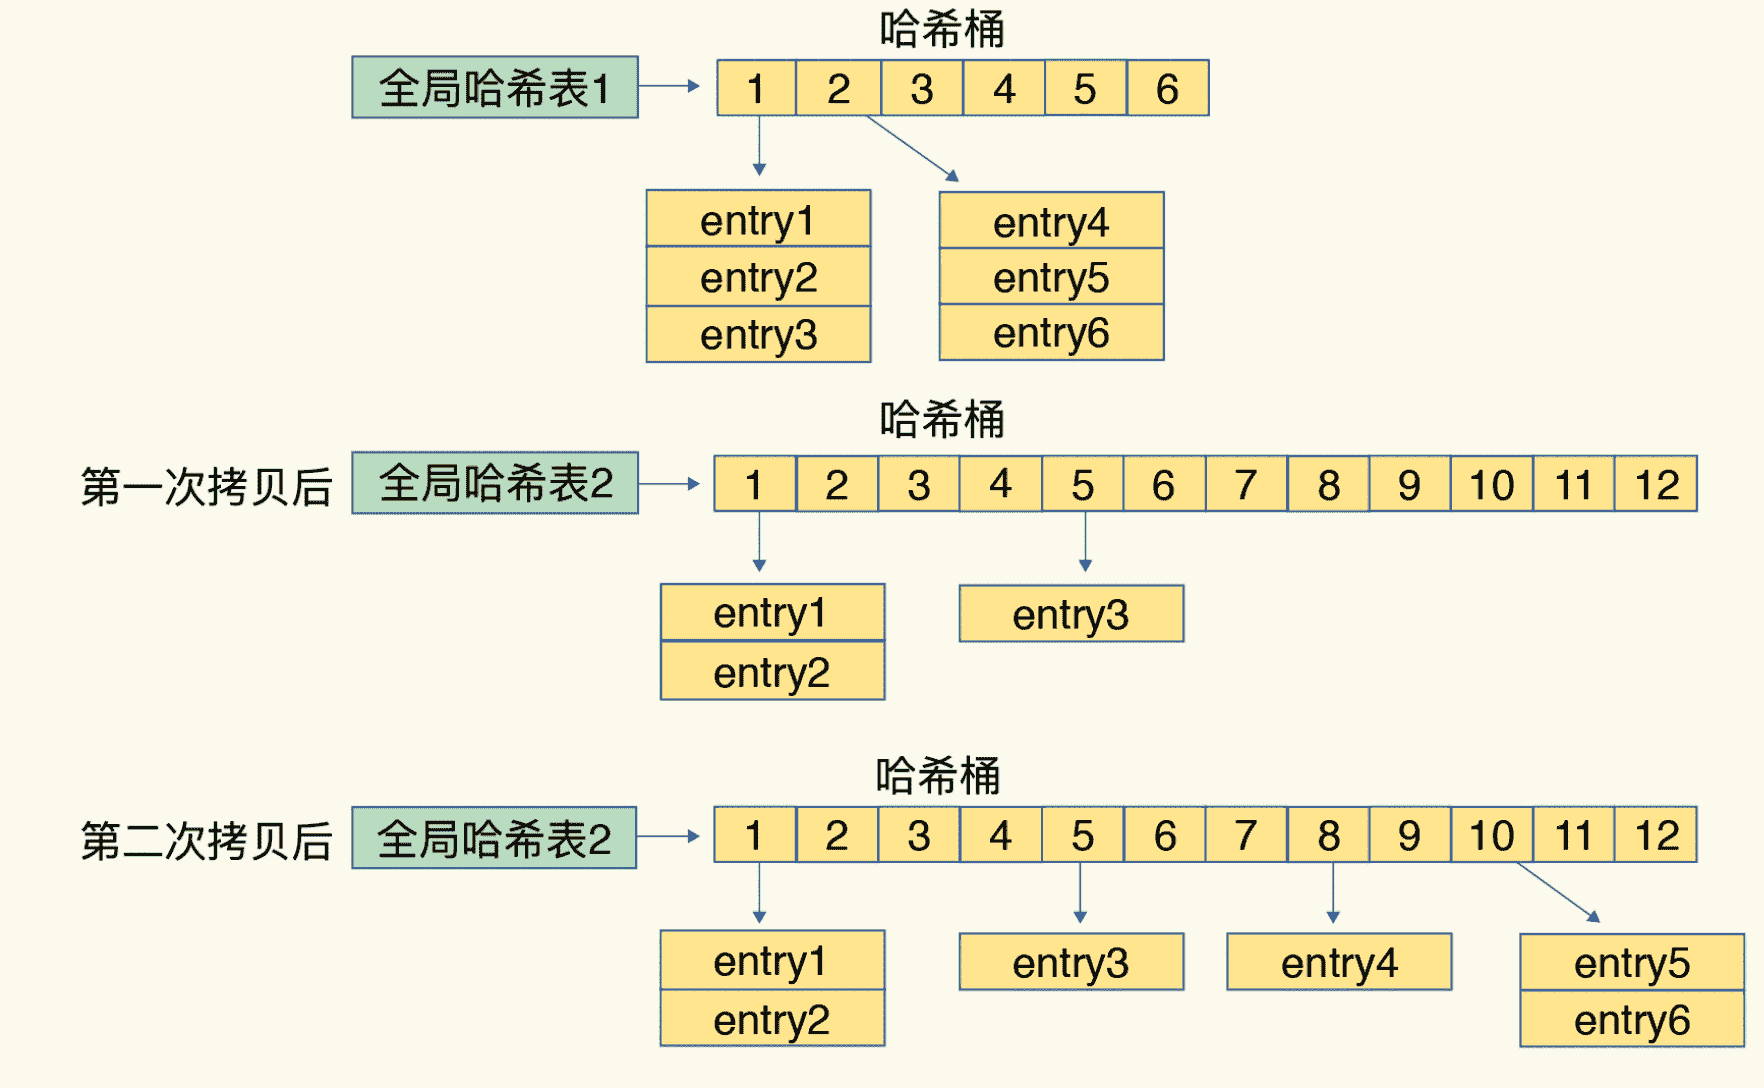 哈希桶
全局哈希表1 1 2 3 4 5 6
entry1 entry4
entry2 entry5
entry3 entry6
哈希桶
第一次拷贝后 全局哈希表2 1 2 3 4 5 6 7 8 9 10 11 12
entry1 entry3
entry2
哈希桶
第二次拷贝后 全局哈希表2 1 2 3 4 5 6 7 8 9 10 11 12
entry1 entry3 entry4 entry5
entry2 entry6